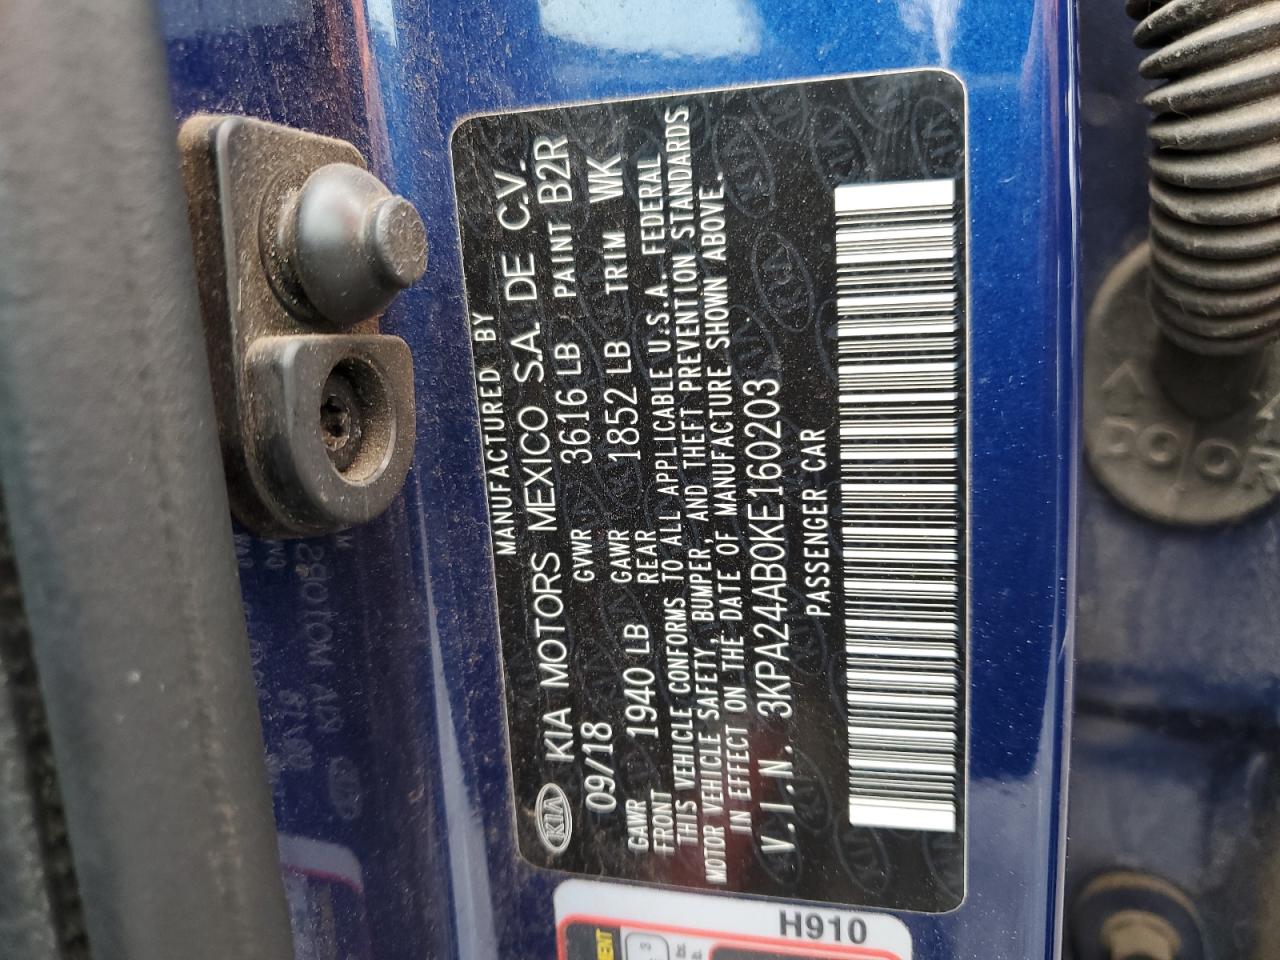 MANUFACTURED BY
KIA KIA MOTORS MEXICO S.A. DE C.V.
09/18 GVWR 3616 LB PAINT B2R
GAWR FRONT 1940 LB GAWR REAR 1852 LB TRIM WK
THIS VEHICLE CONFORMS TO ALL APPLICABLE U.S.A. FEDERAL
MOTOR VEHICLE SAFETY, BUMPER, AND THEFT PREVENTION STANDARDS
IN EFFECT ON THE DATE OF MANUFACTURE SHOWN ABOVE.
V.I.N. 3KPA24AB0KE160203
PASSENGER CAR
H910
DOOR